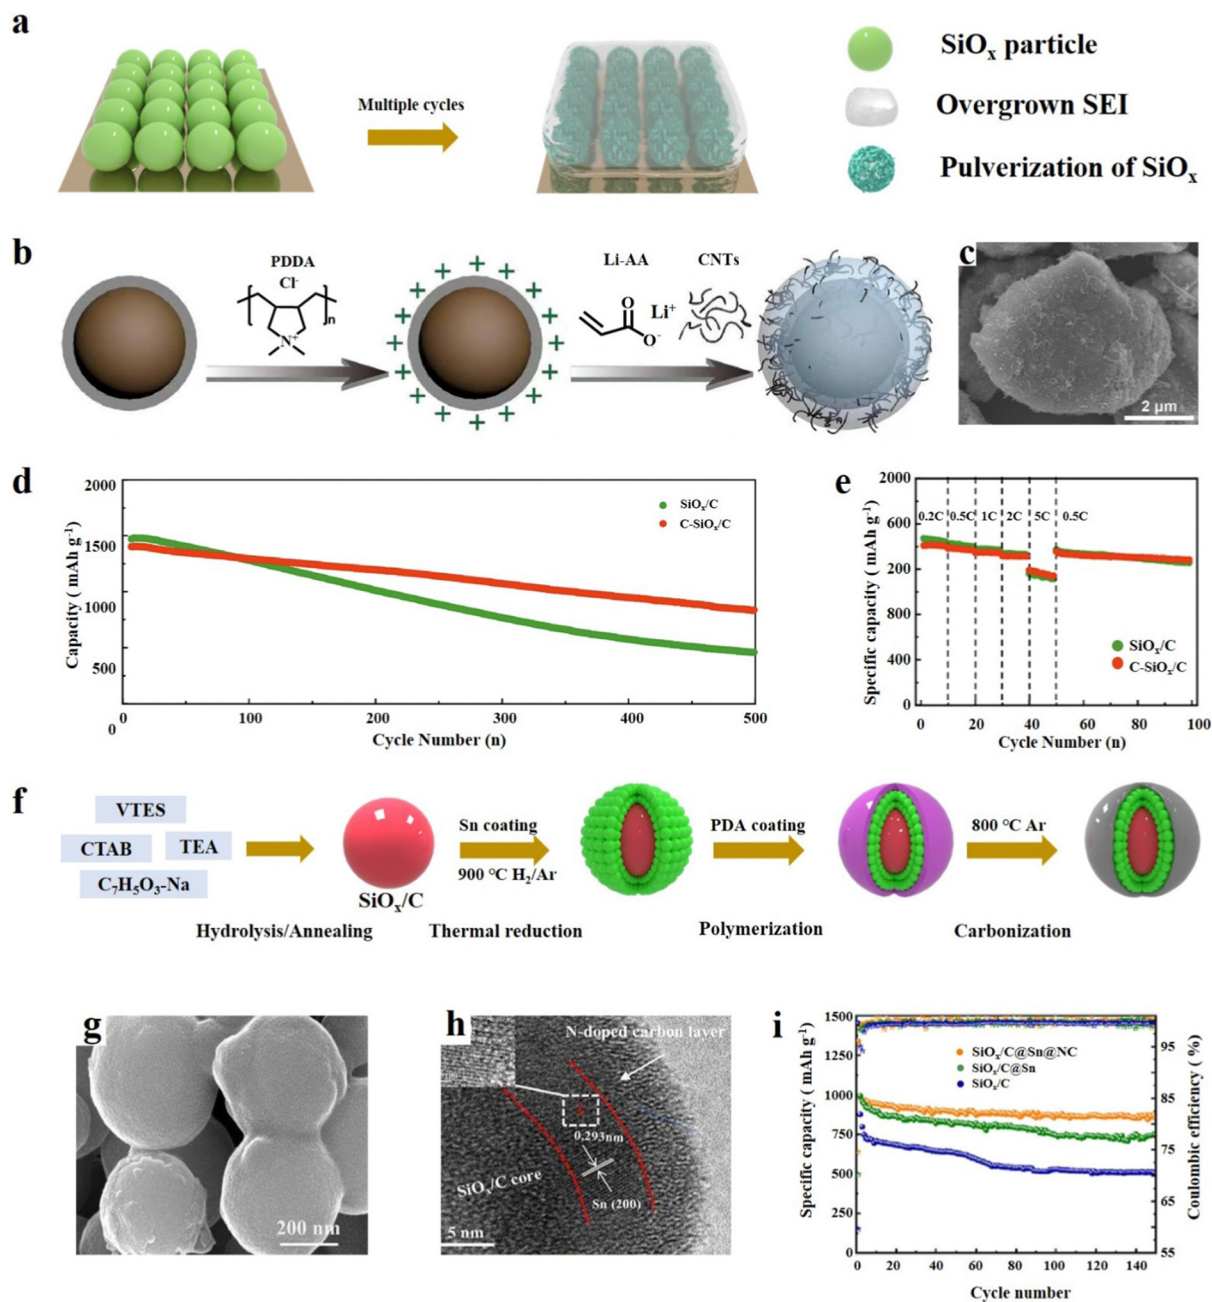 a
Multiple cycles
SiOx particle
Overgrown SEI
Pulverization of SiOx
b
PDDA
Cl-
n
N+
Li-AA
CNTs
O
O-
Li+
c
2 μm
d
2000
1500
1000
500
0
Capacity ( mAh g-1)
SiOx/C
C-SiOx/C
0 100 200 300 400 500
Cycle Number (n)
e
2000
400
200
400
0
Specific capacity ( mAh g-1)
0.2C 0.5C 1C 2C 5C 0.5C
SiOx/C
C-SiOx/C
0 20 40 60 80 100
Cycle Number (n)
f
VTES
CTAB
TEA
C7H5O3-Na
SiOx/C
Hydrolysis/Annealing
Sn coating
900 °C H2/Ar
Thermal reduction
PDA coating
Polymerization
800 °C Ar
Carbonization
g
200 nm
h
N-doped carbon layer
0.293nm
SiOx/C core
Sn (200)
5 nm
i
1500
1250
1000
750
500
250
0
Specific capacity ( mAh g-1)
SiOx/C@Sn@NC
SiOx/C@Sn
SiOx/C
95
85
75
65
55
Coulombic efficiency ( %)
0 20 40 60 80 100 120 140
Cycle number